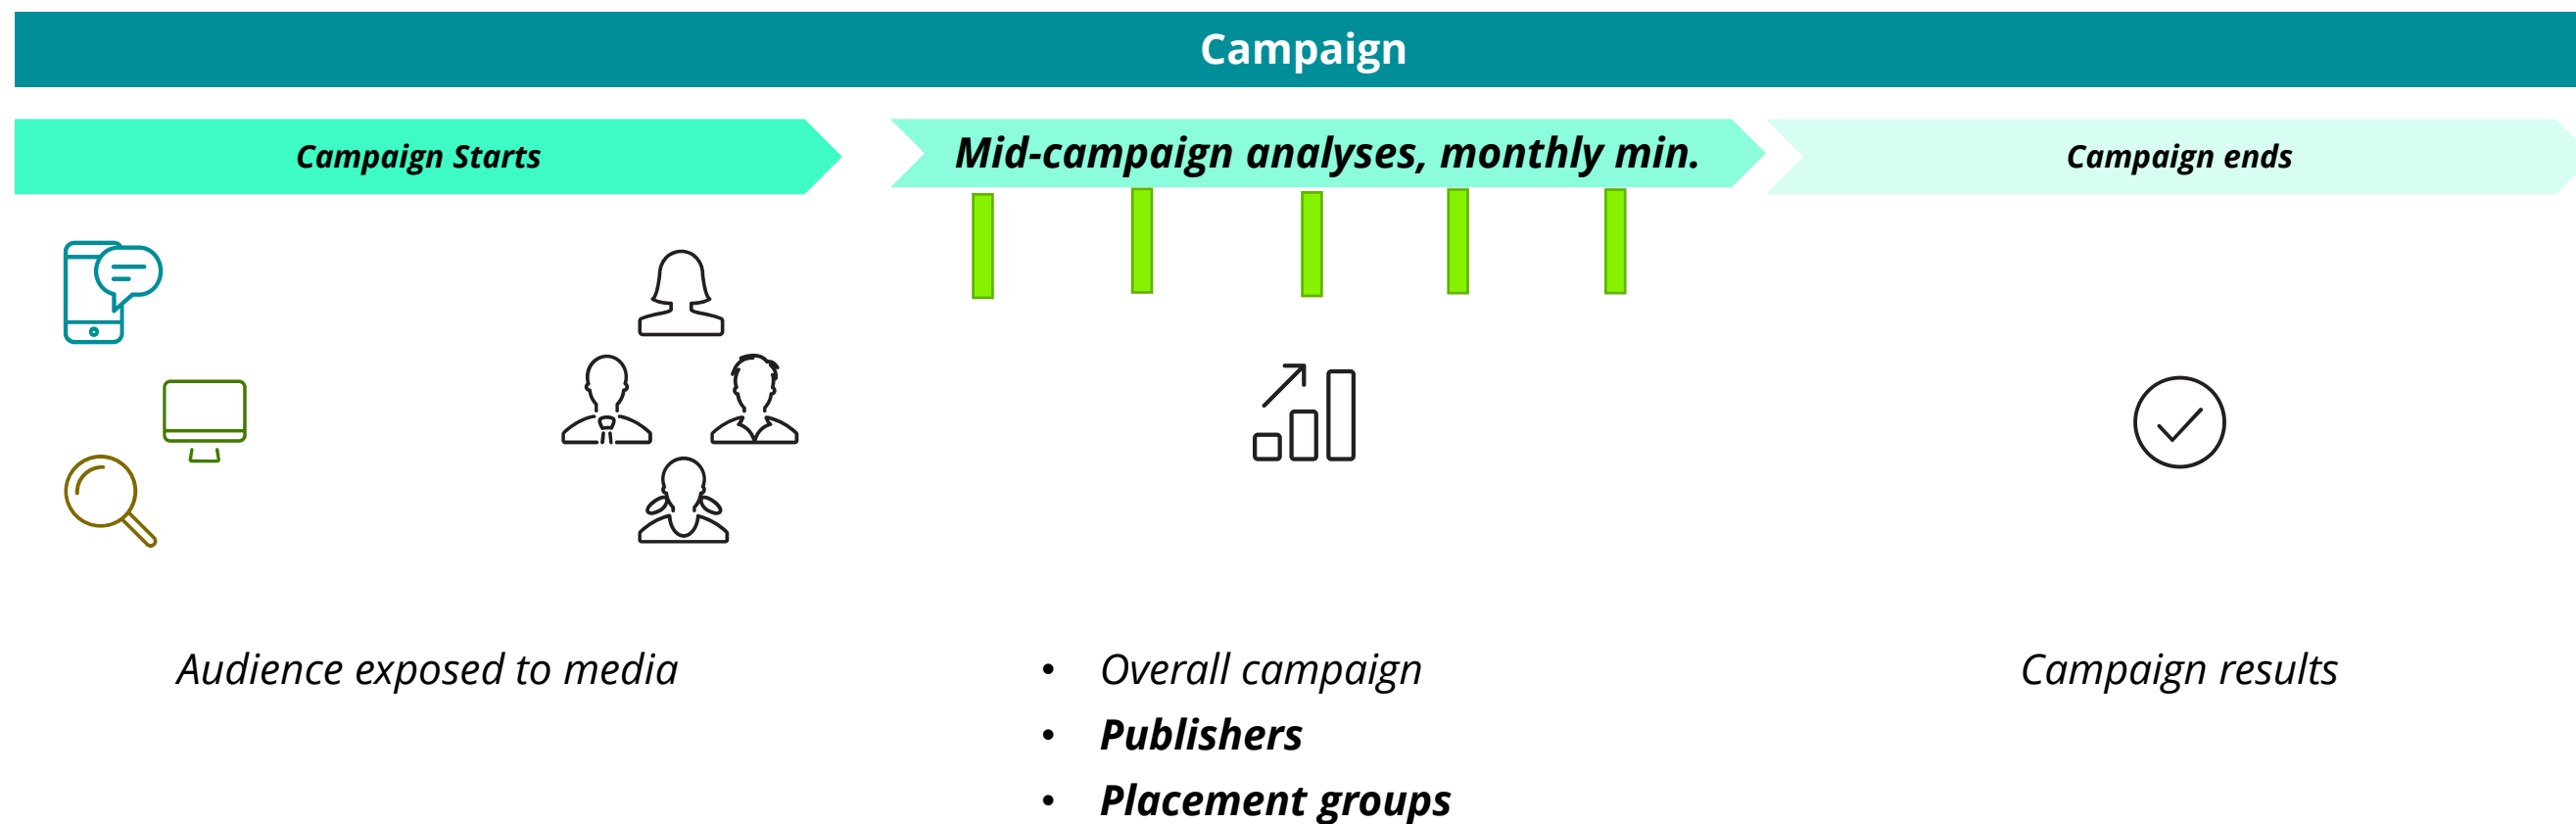 Campaign
Campaign Starts
Mid-campaign analyses, monthly min.
Campaign ends
Audience exposed to media
• Overall campaign
• Publishers
• Placement groups
Campaign results